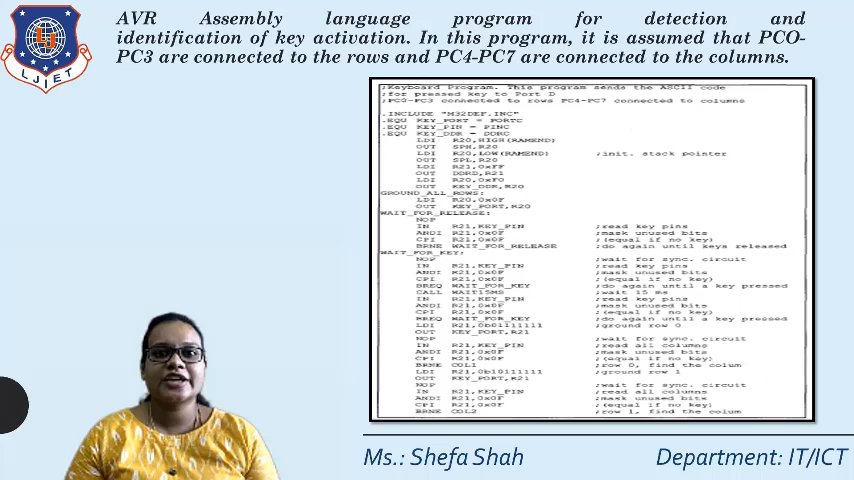 AVR Assembly language program for detection and
identification of key activation. In this program, it is assumed that PCO-
PC3 are connected to the rows and PC4-PC7 are connected to the columns.
LJIET
;Keyboard Program. This program sends the ASCII code
;for pressed key to Port D
;PC0-PC3 connected to rows PC4-PC7 connected to columns
.INCLUDE "M32DEF.INC"
.EQU KEY_PORT = PORTC
.EQU KEY_PIN = PINC
.EQU KEY_DDR = DDRC
LDI R20,HIGH(RAMEND)
OUT SPH,R20
LDI R20,LOW(RAMEND) ;init. stack pointer
OUT SPL,R20
LDI R21,0xFF
OUT DDRD,R21
LDI R20,0xF0
OUT KEY_DDR,R20
GROUND_ALL_ROWS:
LDI R20,0x0F
OUT KEY_PORT,R20
WAIT_FOR_RELEASE:
NOP
IN R21,KEY_PIN ;read key pins
ANDI R21,0x0F ;mask unused bits
CPI R21,0x0F ;(equal if no key)
BRNE WAIT_FOR_RELEASE ;do again until keys released
WAIT_FOR_KEY:
NOP ;wait for sync. circuit
IN R21,KEY_PIN ;read key pins
ANDI R21,0x0F ;mask unused bits
CPI R21,0x0F ;(equal if no key)
BREQ WAIT_FOR_KEY ;do again until a key pressed
CALL WAIT15MS ;wait 15 ms
IN R21,KEY_PIN ;read key pins
ANDI R21,0x0F ;mask unused bits
CPI R21,0x0F ;(equal if no key)
BREQ WAIT_FOR_KEY ;do again until a key pressed
LDI R21,0b01111111 ;ground row 0
OUT KEY_PORT,R21
NOP ;wait for sync. circuit
IN R21,KEY_PIN ;read all columns
ANDI R21,0x0F ;mask unused bits
CPI R21,0x0F ;(equal if no key)
BRNE COL1 ;row 0, find the colum
LDI R21,0b10111111 ;ground row 1
OUT KEY_PORT,R21
NOP ;wait for sync. circuit
IN R21,KEY_PIN ;read all columns
ANDI R21,0x0F ;mask unused bits
CPI R21,0x0F ;(equal if no key)
BRNE COL2 ;row 1, find the colum
Ms.: Shefa Shah
Department: IT/ICT